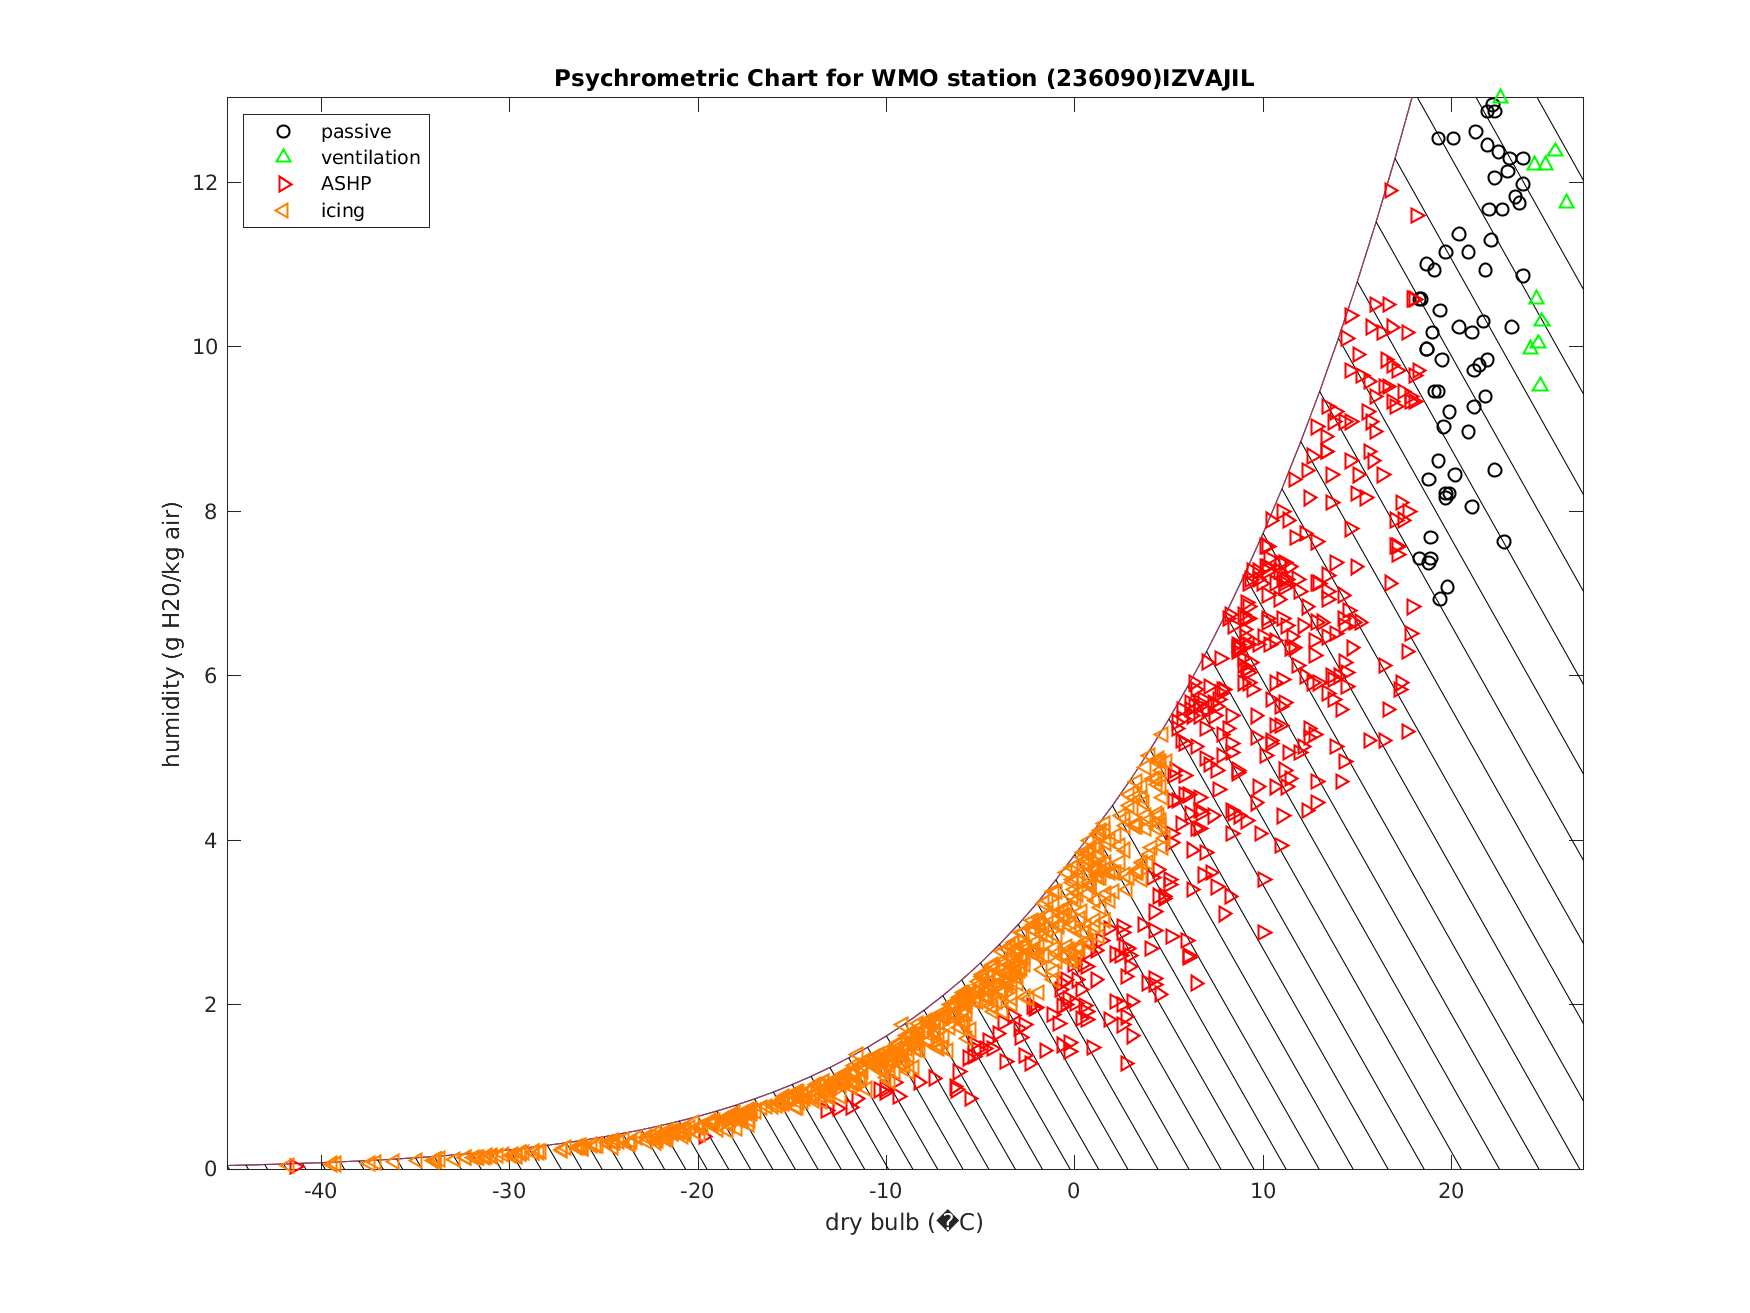 Psychrometric Chart for WMO station (236090)IZVAJIL
passive
ventilation
ASHP
icing
12
10
8
6
4
2
0
humidity (g H20/kg air)
-40 -30 -20 -10 0 10 20
dry bulb (�C)